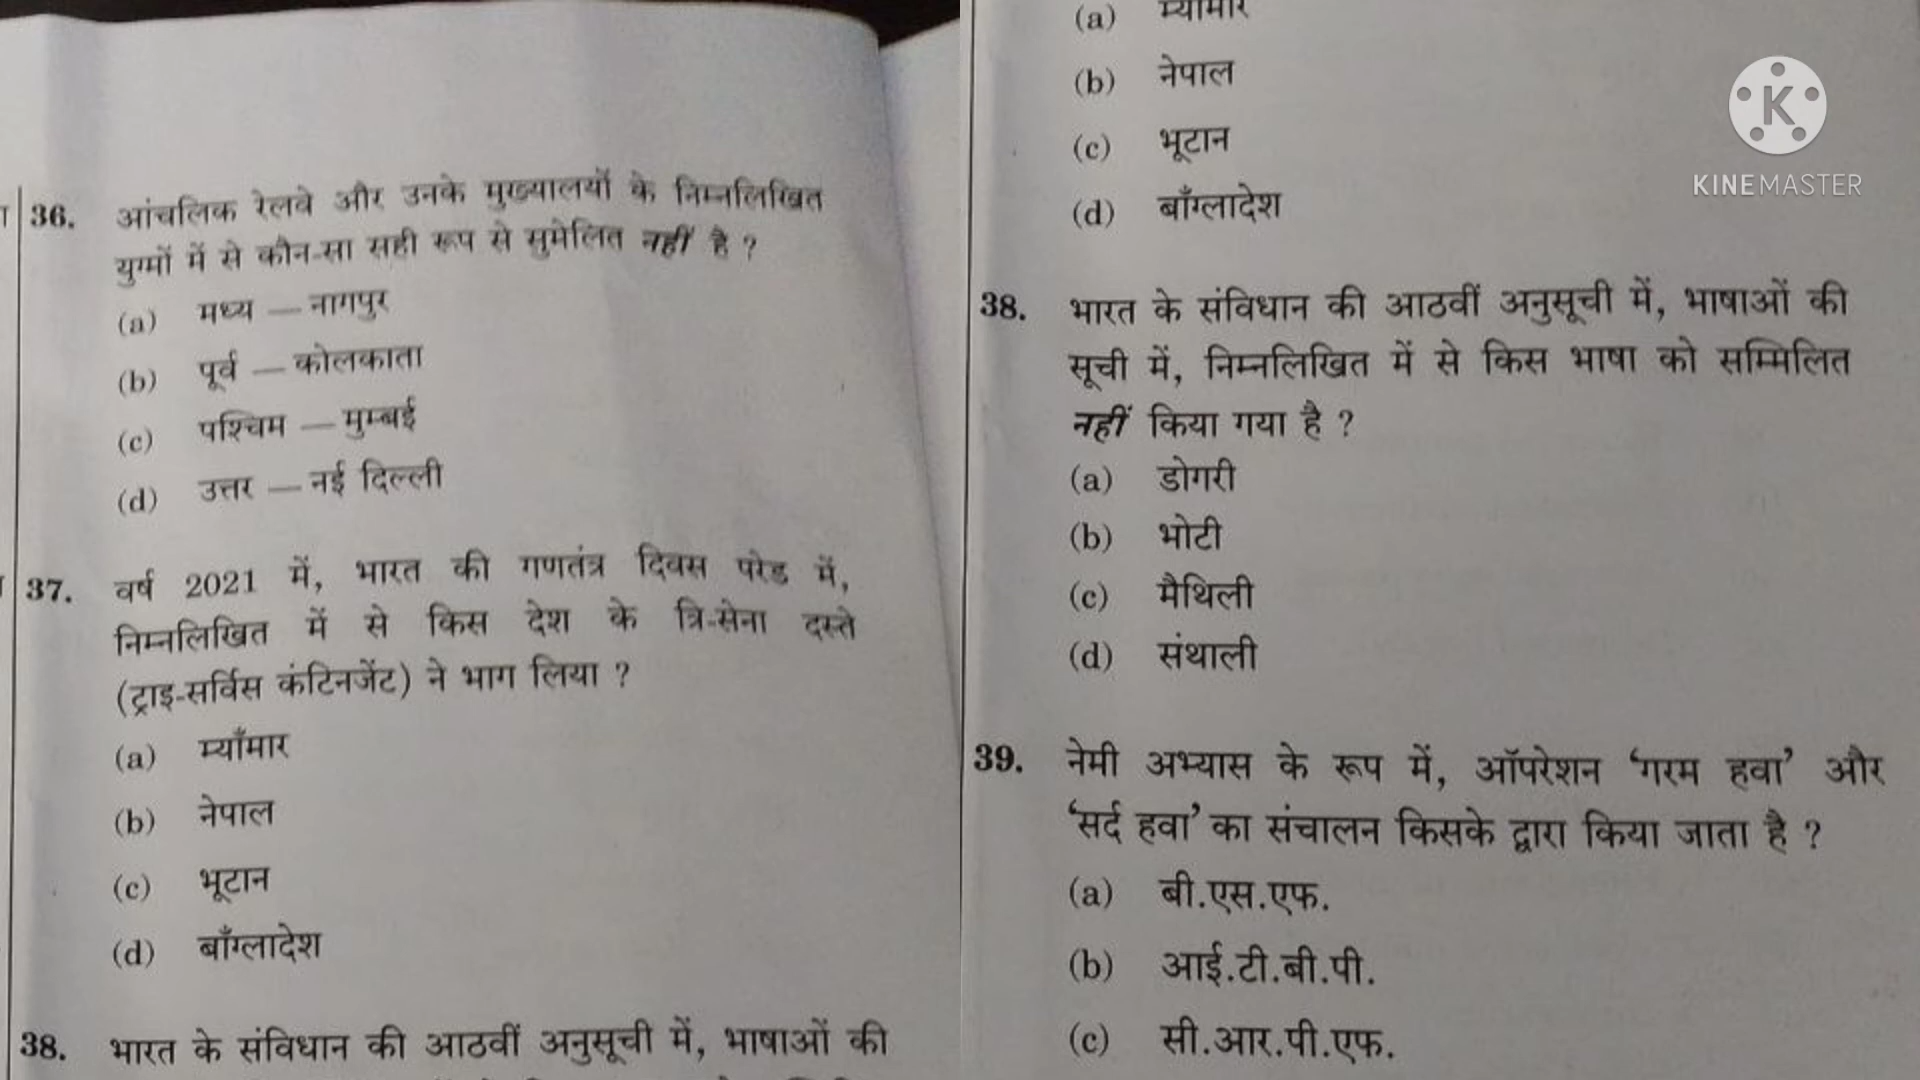 36. आंचलिक रेलवे और उनके मुख्यालयों के निम्नलिखित
युग्मों में से कौन-सा सही रूप से सुमेलित नहीं है ?
(a) मध्य — नागपुर
(b) पूर्व — कोलकाता
(c) पश्चिम — मुम्बई
(d) उत्तर — नई दिल्ली
37. वर्ष 2021 में, भारत की गणतंत्र दिवस परेड में,
निम्नलिखित में से किस देश के त्रि-सेना दस्ते
(ट्राइ-सर्विस कंटिनजेंट) ने भाग लिया ?
(a) म्याँमार
(b) नेपाल
(c) भूटान
(d) बाँग्लादेश
38. भारत के संविधान की आठवीं अनुसूची में, भाषाओं की
(a) म्याँमार
(b) नेपाल
(c) भूटान
(d) बाँग्लादेश
38. भारत के संविधान की आठवीं अनुसूची में, भाषाओं की
सूची में, निम्नलिखित में से किस भाषा को सम्मिलित
नहीं किया गया है ?
(a) डोगरी
(b) भोटी
(c) मैथिली
(d) संथाली
39. नेमी अभ्यास के रूप में, ऑपरेशन ‘गरम हवा’ और
‘सर्द हवा’ का संचालन किसके द्वारा किया जाता है ?
(a) बी.एस.एफ.
(b) आई.टी.बी.पी.
(c) सी.आर.पी.एफ.
K
KINEMASTER